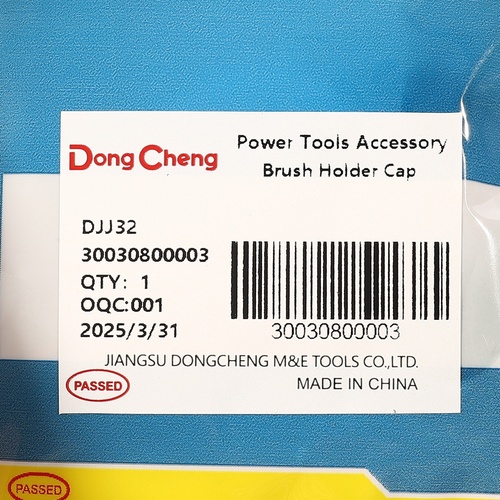 Dong Cheng
Power Tools Accessory
Brush Holder Cap
DJJ32
30030800003
QTY: 1
OQC:001
2025/3/31
30030800003
JIANGSU DONGCHENG M&E TOOLS CO.,LTD.
PASSED
MADE IN CHINA
PASSED